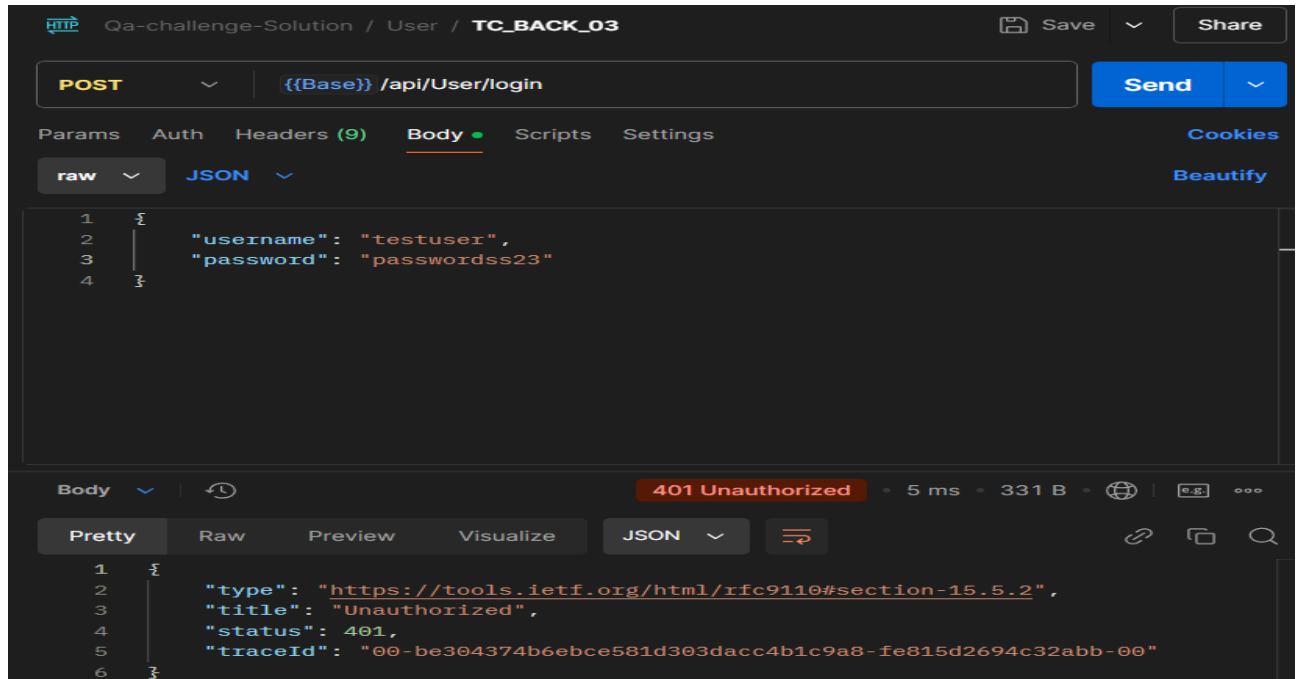 HTTP Qa-challenge-Solution / User / TC_BACK_03 Save Share
POST {{Base}} /api/User/login Send
Params Auth Headers (9) Body Scripts Settings Cookies
raw JSON Beautify
1 {
2 "username": "testuser",
3 "password": "passwordss23"
4 }
Body 401 Unauthorized • 5 ms • 331 B • e.g.
Pretty Raw Preview Visualize JSON
1 {
2 "type": "https://tools.ietf.org/html/rfc9110#section-15.5.2",
3 "title": "Unauthorized",
4 "status": 401,
5 "traceId": "00-be304374b6ebce581d303dacc4b1c9a8-fe815d2694c32abb-00"
6 }